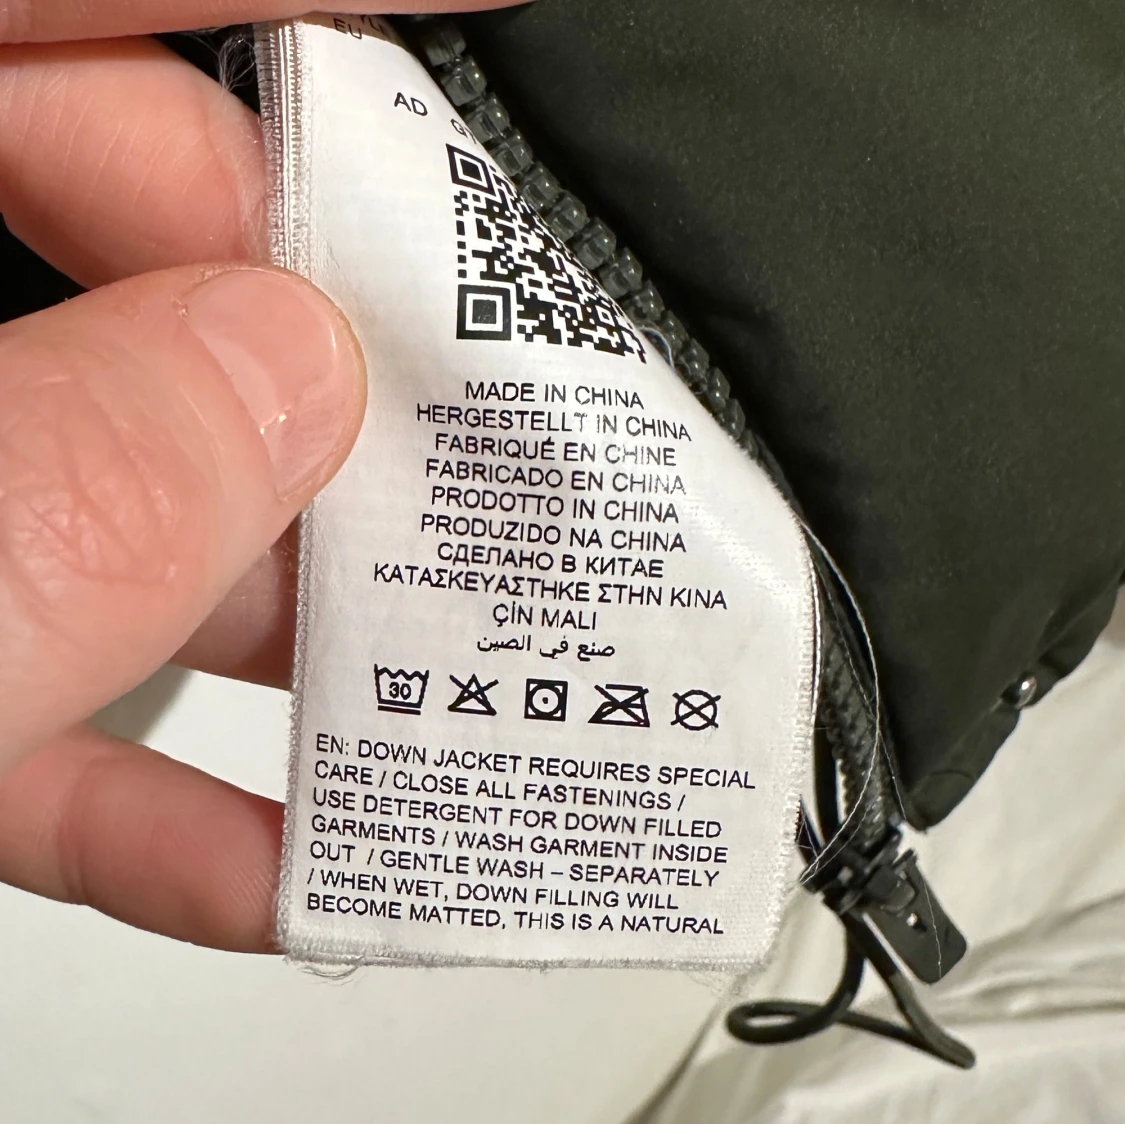 EU
AD
MADE IN CHINA
HERGESTELLT IN CHINA
FABRIQUÉ EN CHINE
FABRICADO EN CHINA
PRODOTTO IN CHINA
PRODUZIDO NA CHINA
СДЕЛАНО В КИТАЕ
ΚΑΤΑΣΚΕΥΑΣΤΗΚΕ ΣΤΗΝ ΚΙΝΑ
ÇİN MALI
صنع في الصين
30
EN: DOWN JACKET REQUIRES SPECIAL
CARE / CLOSE ALL FASTENINGS /
USE DETERGENT FOR DOWN FILLED
GARMENTS / WASH GARMENT INSIDE
OUT / GENTLE WASH – SEPARATELY
/ WHEN WET, DOWN FILLING WILL
BECOME MATTED, THIS IS A NATURAL